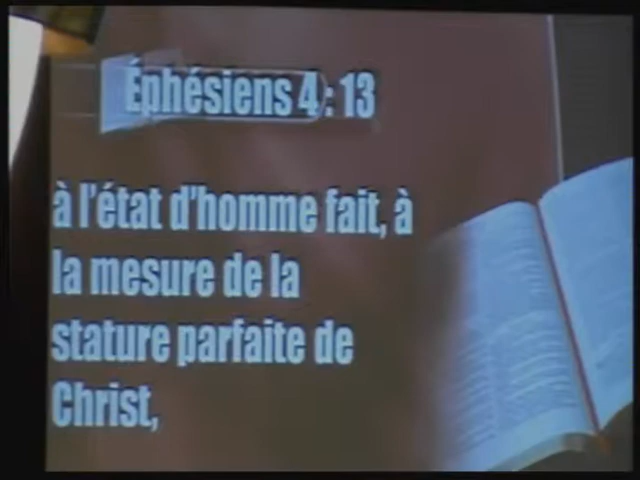 Éphésiens 4 : 13
à l'état d'homme fait, à
la mesure de la
stature parfaite de
Christ,